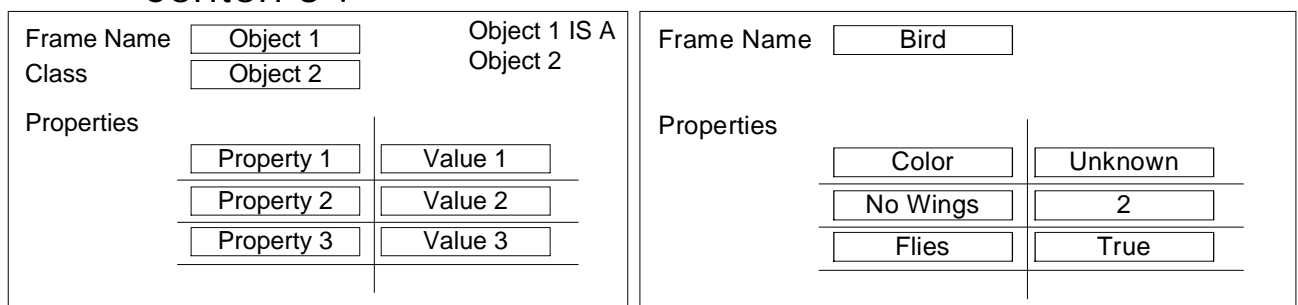 Frame Name Object 1 Object 1 IS A
Class Object 2 Object 2
Properties
Property 1 Value 1
Property 2 Value 2
Property 3 Value 3
Frame Name Bird
Properties
Color Unknown
No Wings 2
Flies True